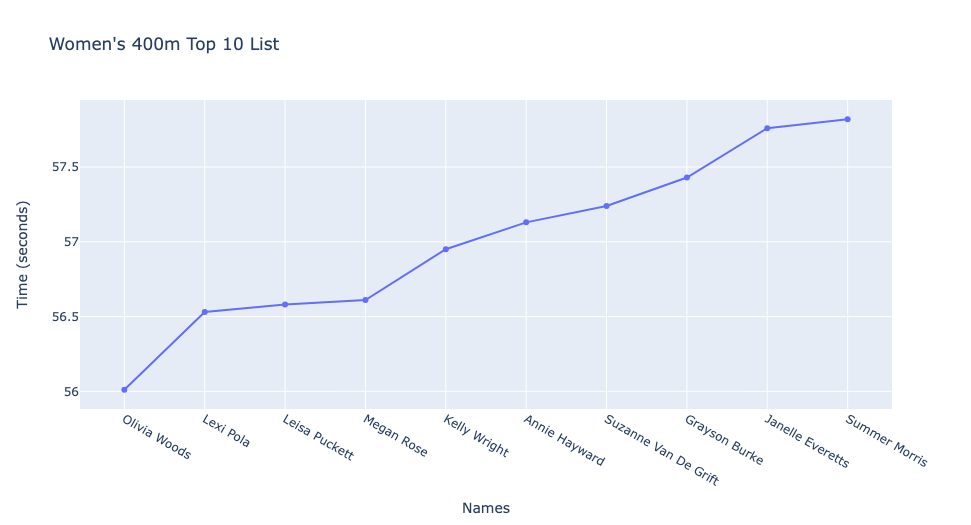 Women's 400m Top 10 List
Time (seconds)
57.5
57
56.5
56
Olivia Woods
Lexi Pola
Leisa Puckett
Megan Rose
Kelly Wright
Annie Hayward
Suzanne Van De Grift
Grayson Burke
Janelle Everetts
Summer Morris
Names